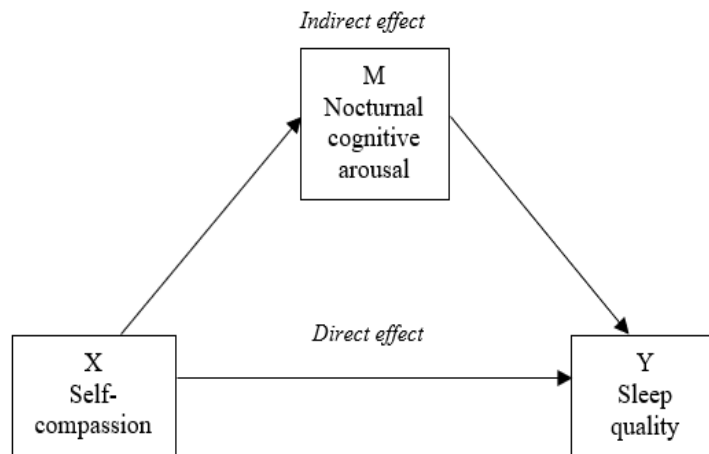 Indirect effect
M
Nocturnal
cognitive
arousal
Direct effect
X
Self-
compassion
Y
Sleep
quality